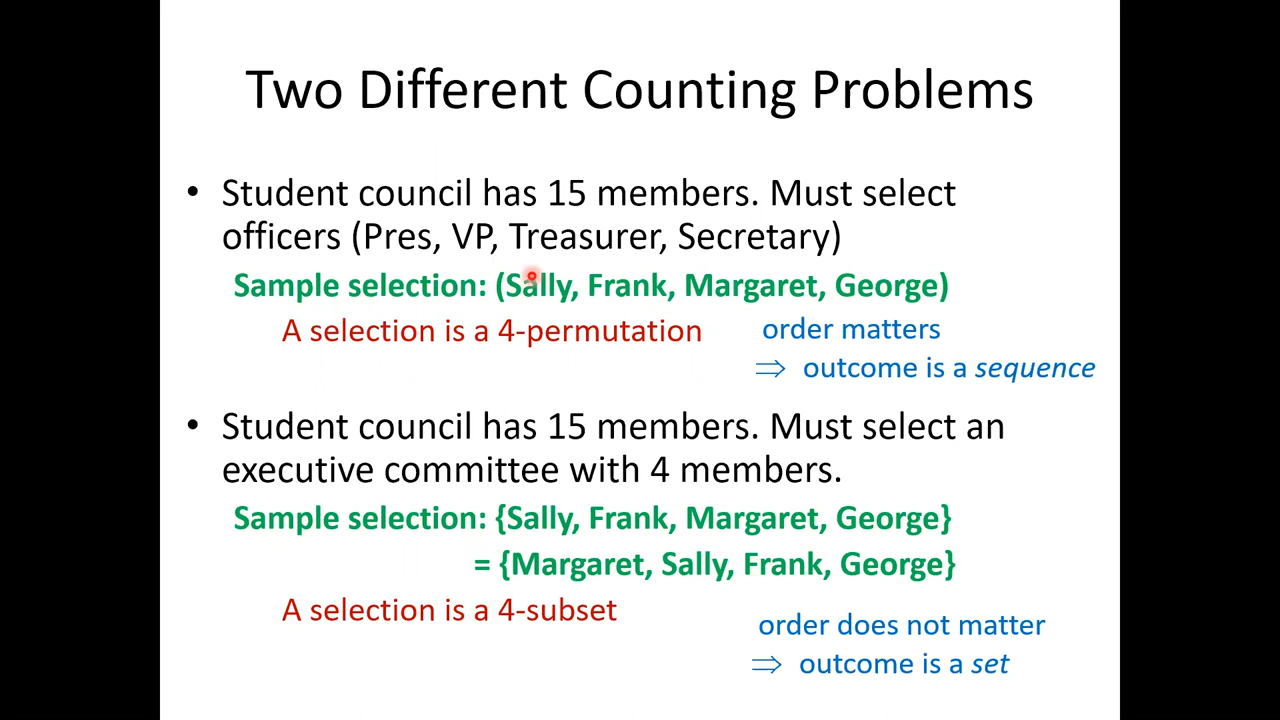 Two Different Counting Problems
• Student council has 15 members. Must select
officers (Pres, VP, Treasurer, Secretary)
Sample selection: (Sally, Frank, Margaret, George)
A selection is a 4-permutation
order matters
⇒ outcome is a sequence
• Student council has 15 members. Must select an
executive committee with 4 members.
Sample selection: {Sally, Frank, Margaret, George}
= {Margaret, Sally, Frank, George}
A selection is a 4-subset
order does not matter
⇒ outcome is a set